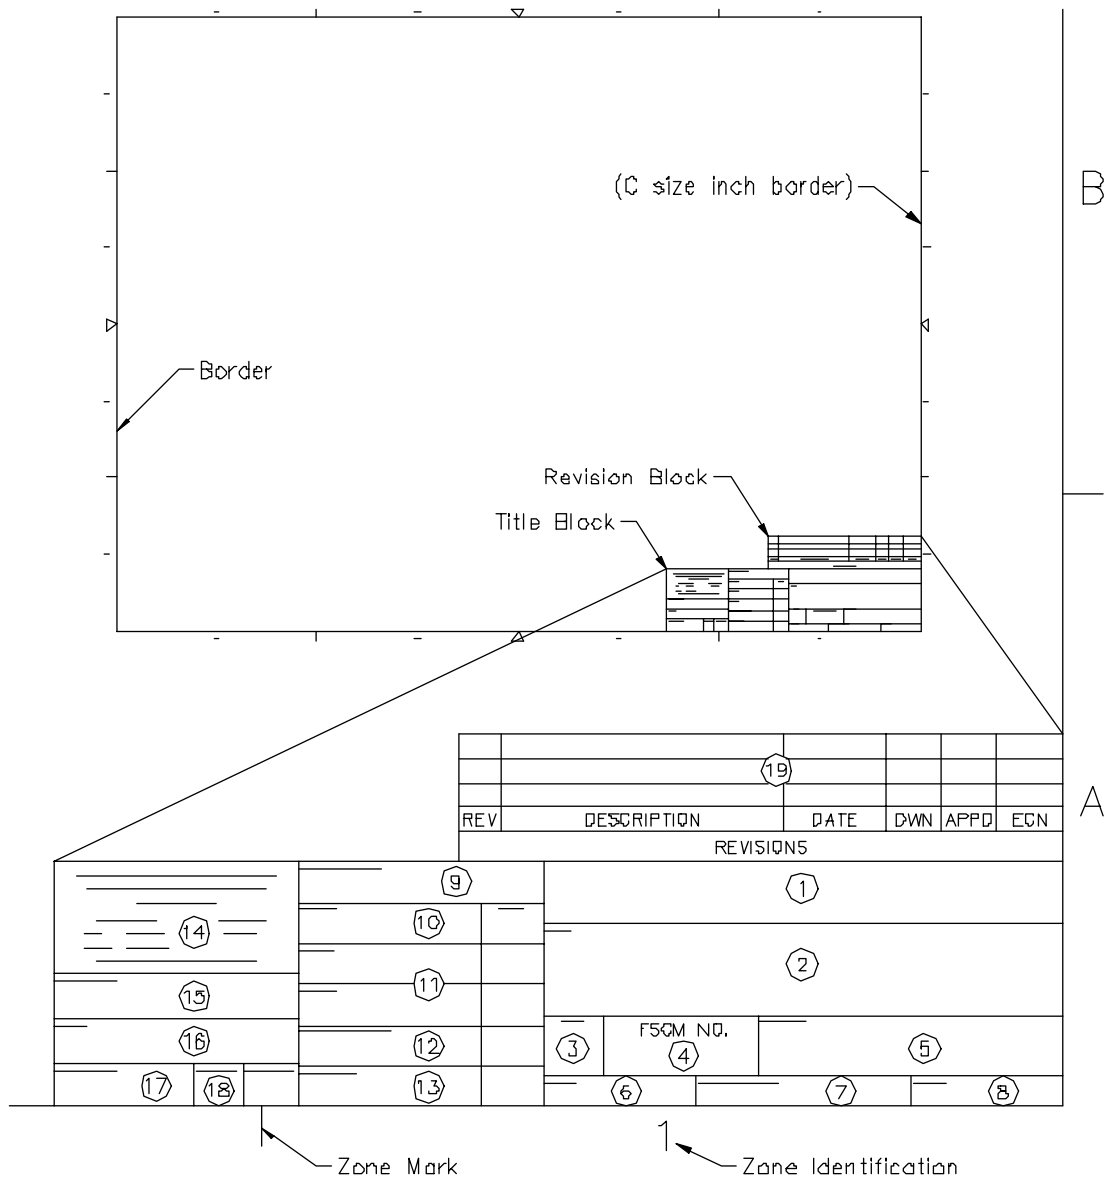 (C size inch border)
B
Border
Revision Block
Title Block
19
A
REV DESCRIPTION DATE DWN APPD ECN
REVISIONS
9
1
10
14
2
11
15
16
12
3
FSCM NO.
4
5
17
18
13
6
7
8
1
Zone Mark
Zone Identification